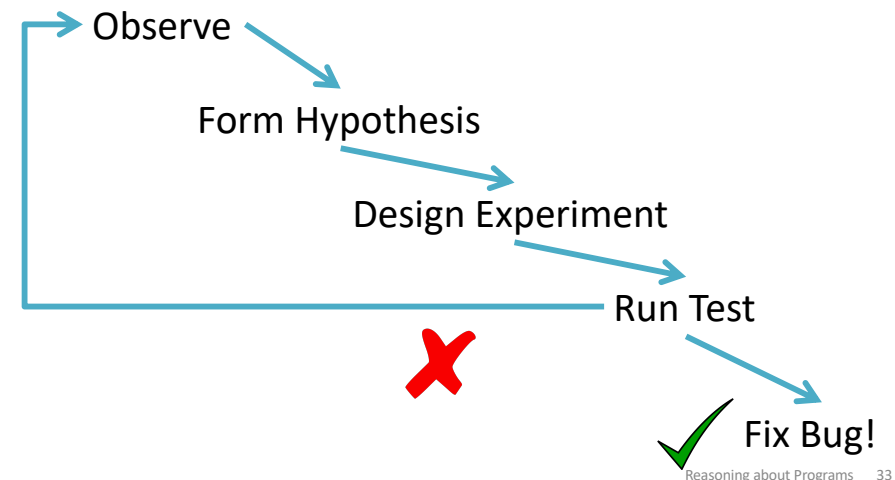 Observe
Form Hypothesis
Design Experiment
Run Test
Fix Bug!
Reasoning about Programs 33